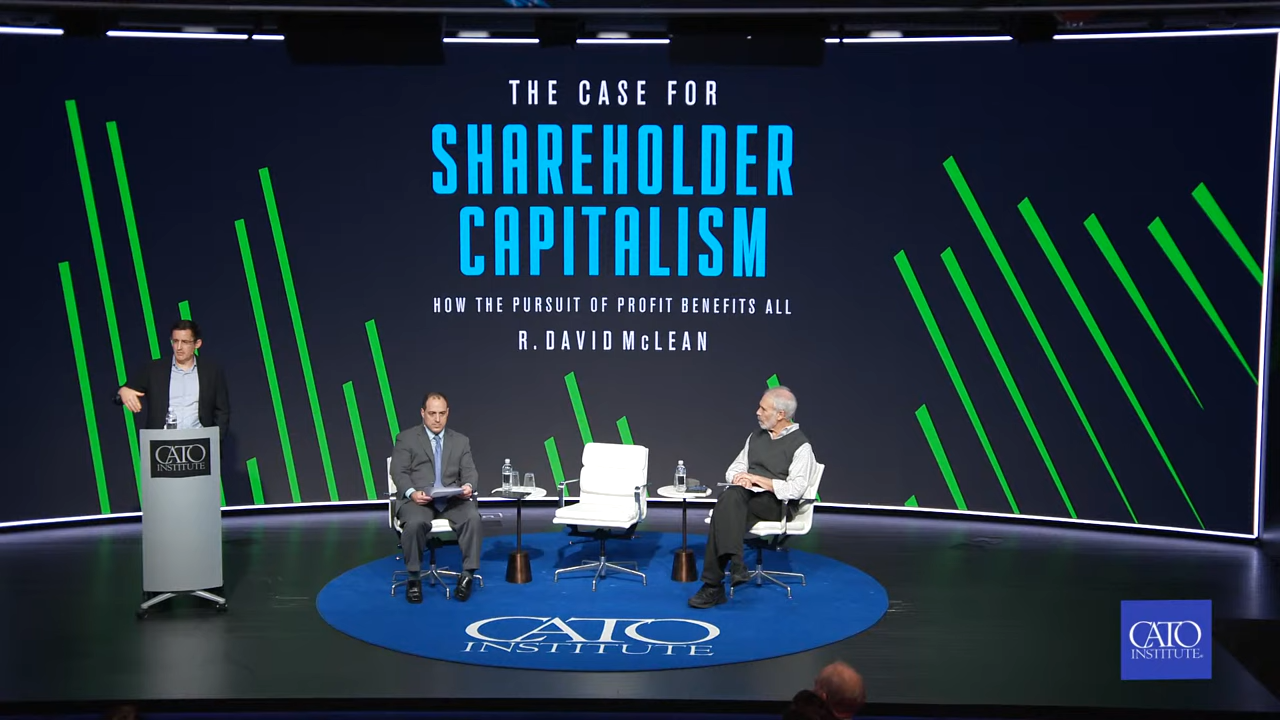 THE CASE FOR
SHAREHOLDER
CAPITALISM
HOW THE PURSUIT OF PROFIT BENEFITS ALL
R. DAVID McLEAN
CATO
INSTITUTE
CATO
INSTITUTE
CATO
INSTITUTE